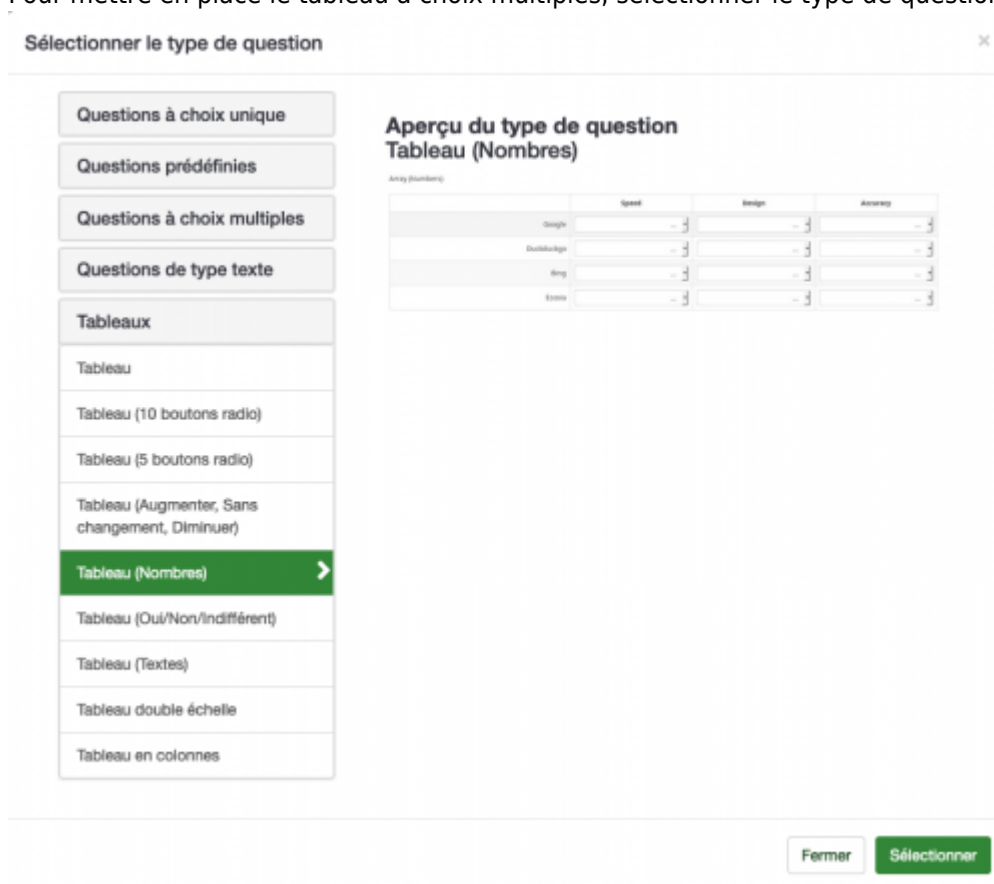 Pour mettre en place le tableau à choix multiples, sélectionner le type de question
Sélectionner le type de question
×
Questions à choix unique
Questions prédéfinies
Questions à choix multiples
Questions de type texte
Tableaux
Tableau
Tableau (10 boutons radio)
Tableau (5 boutons radio)
Tableau (Augmenter, Sans
changement, Diminuer)
Tableau (Nombres)
Tableau (Oui/Non/Indifférent)
Tableau (Textes)
Tableau double échelle
Tableau en colonnes
Aperçu du type de question
Tableau (Nombres)
Array (Numbers)
Speed Design Accuracy
Google ... ... ...
Duckduckgo ... ... ...
Bing ... ... ...
Ecosia ... ... ...
Fermer Sélectionner